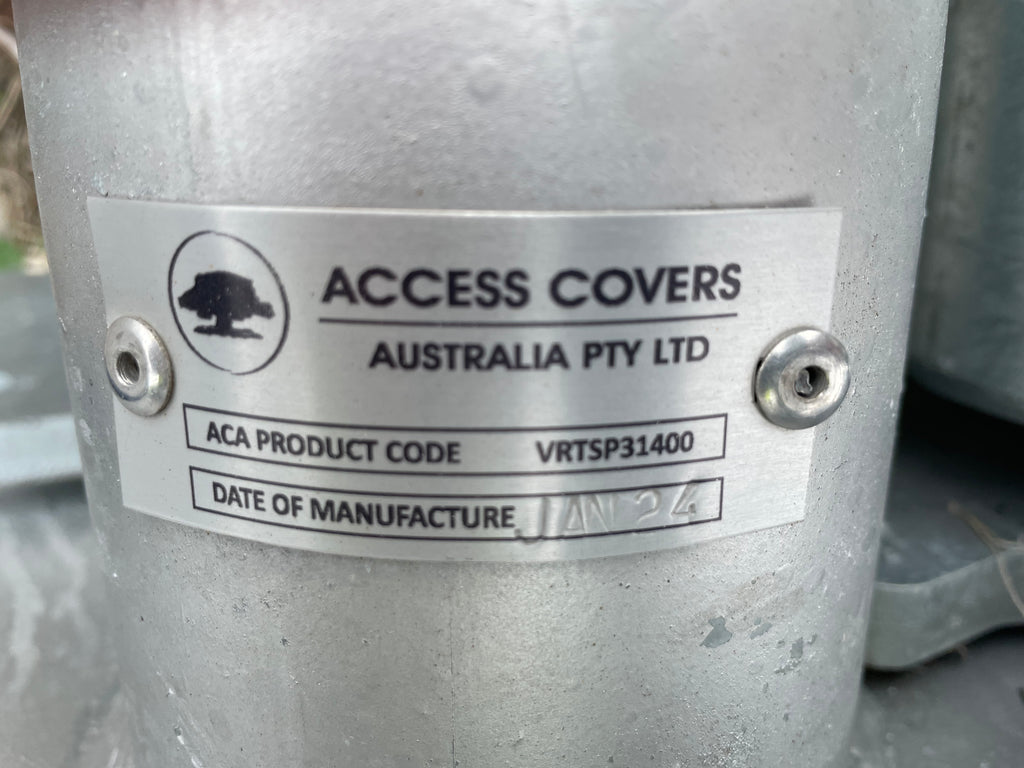 ACCESS COVERS
AUSTRALIA PTY LTD
ACA PRODUCT CODE VRTSP31400
DATE OF MANUFACTURE JAN 24